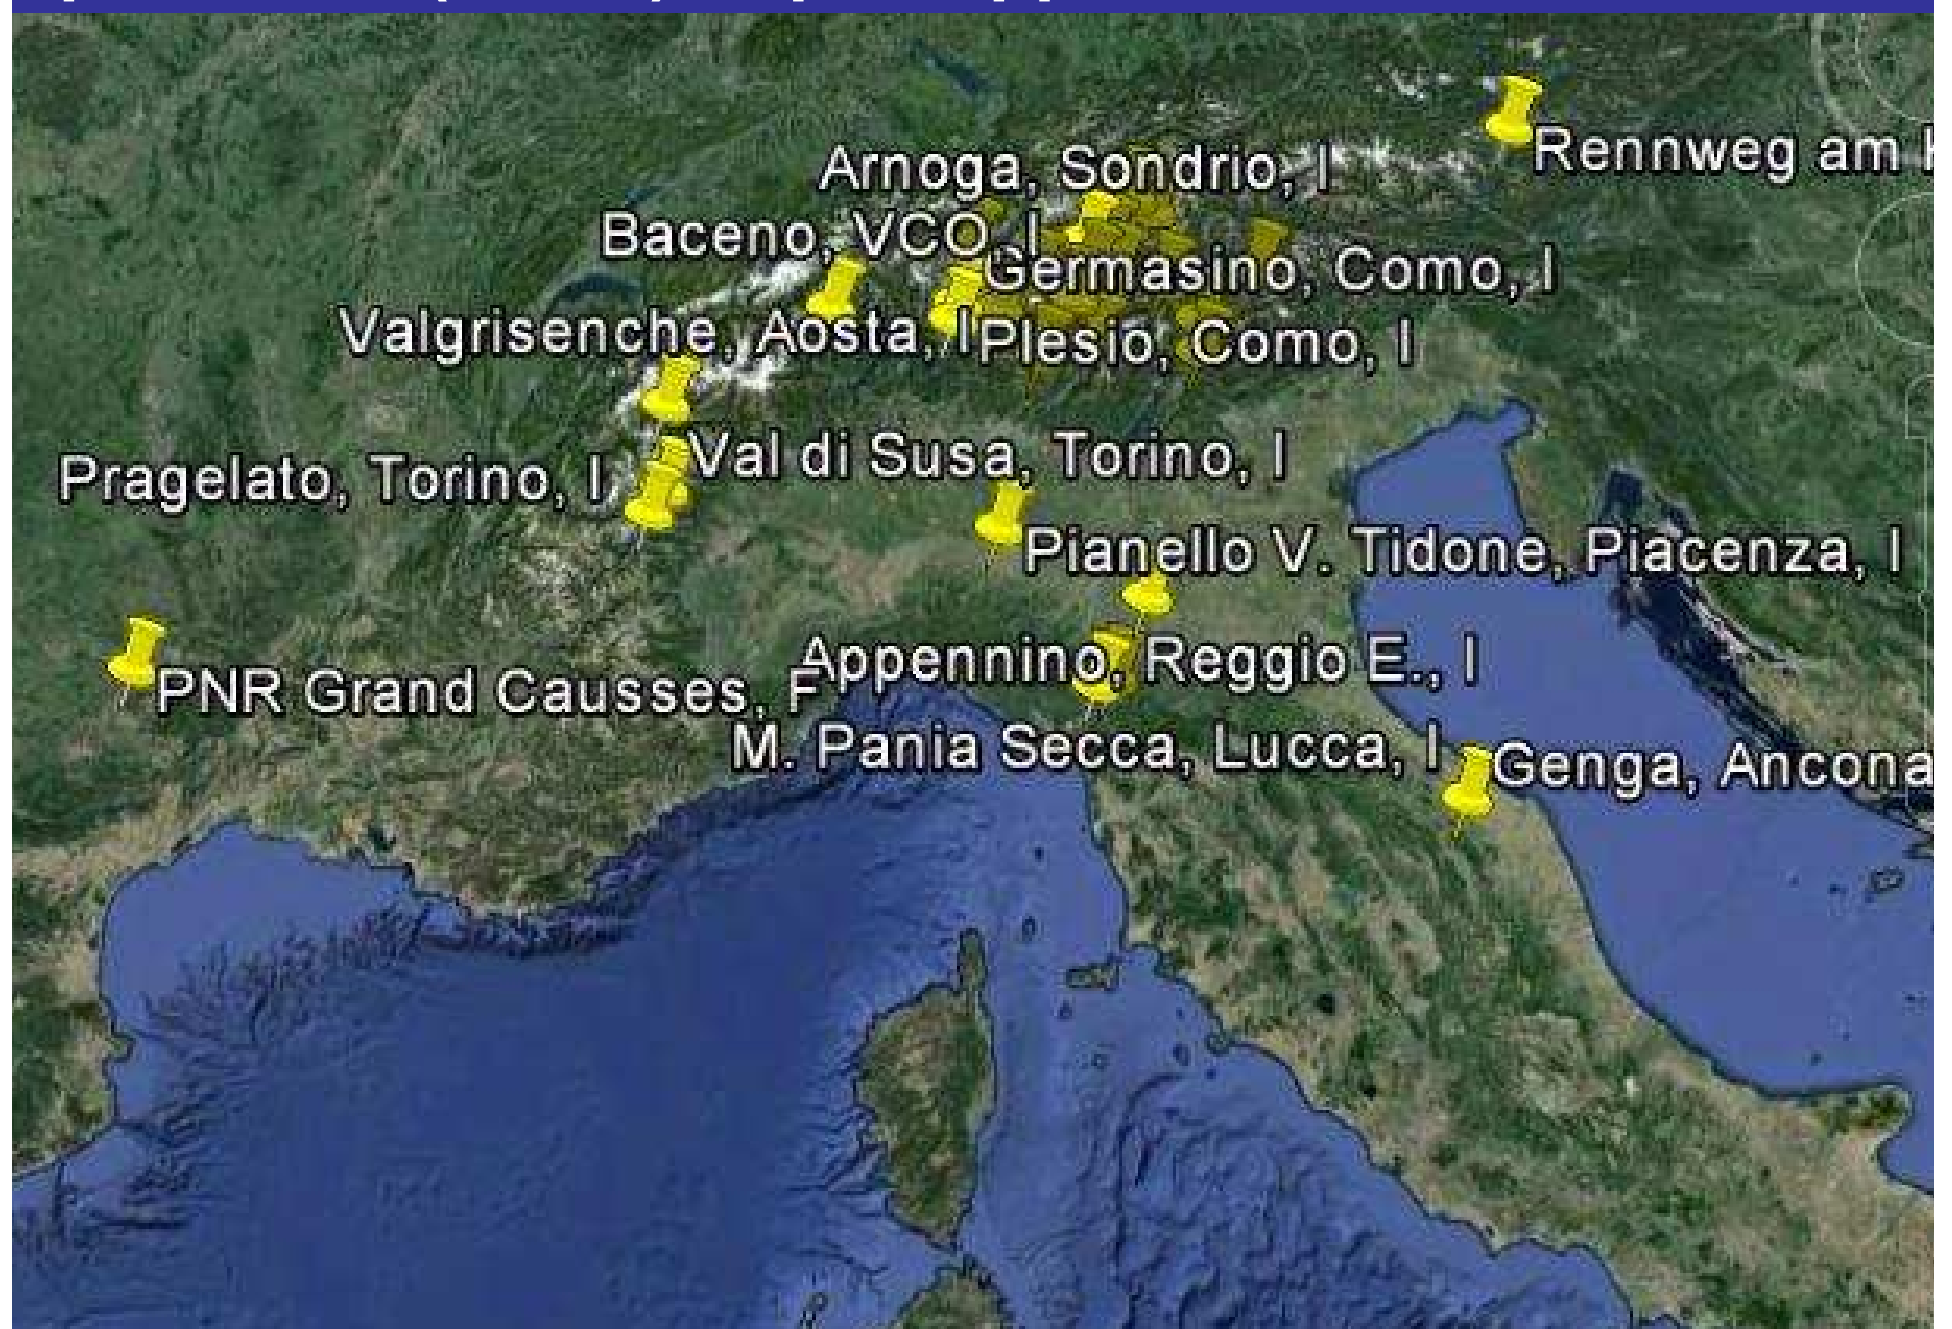 Rennweg am
Arnoga, Sondrio, I
Baceno, VCO, I
Germasino, Como, I
Valgrisenche, Aosta, I
Plesio, Como, I
Val di Susa, Torino, I
Pragelato, Torino, I
Pianello V. Tidone, Piacenza, I
Appennino, Reggio E., I
PNR Grand Causses, F
M. Pania Secca, Lucca, I
Genga, Ancona